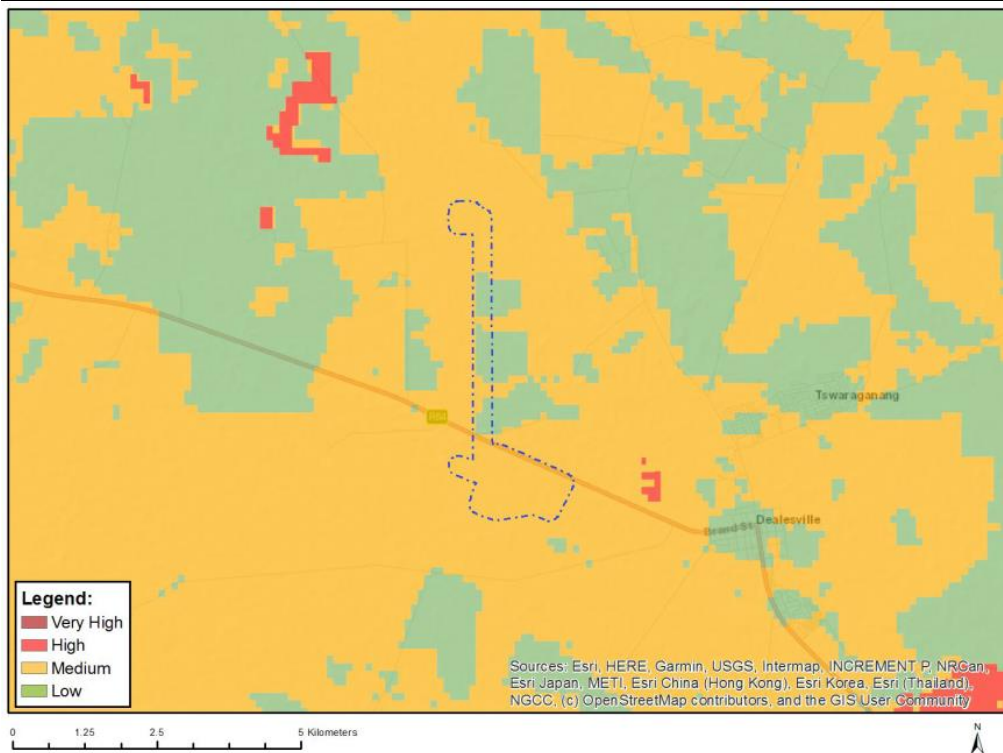 R64
Tswaraganang
Dealesville
Brand St
Legend:
Very High
High
Medium
Low
Sources: Esri, HERE, Garmin, USGS, Intermap, INCREMENT P, NRCan,
Esri Japan, METI, Esri China (Hong Kong), Esri Korea, Esri (Thailand),
NGCC, (c) OpenStreetMap contributors, and the GIS User Community
0 1.25 2.5 5 Kilometers
N